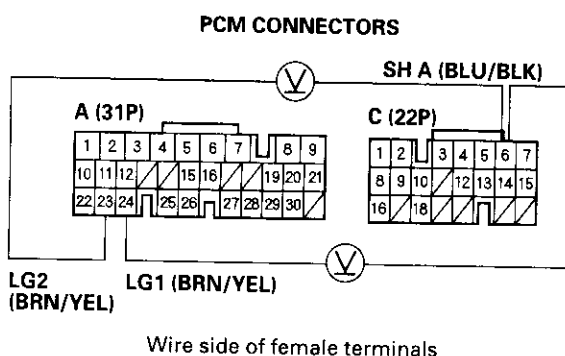 PCM CONNECTORS
V
SH A (BLU/BLK)
A (31P)
C (22P)
1 2 3 4 5 6 7 8 9
10 11 12 15 16 19 20 21
22 23 24 25 26 27 28 29 30
1 2 3 4 5 6 7
8 9 10 12 13 14 15
16 18
V
LG2
(BRN/YEL)
LG1 (BRN/YEL)
Wire side of female terminals